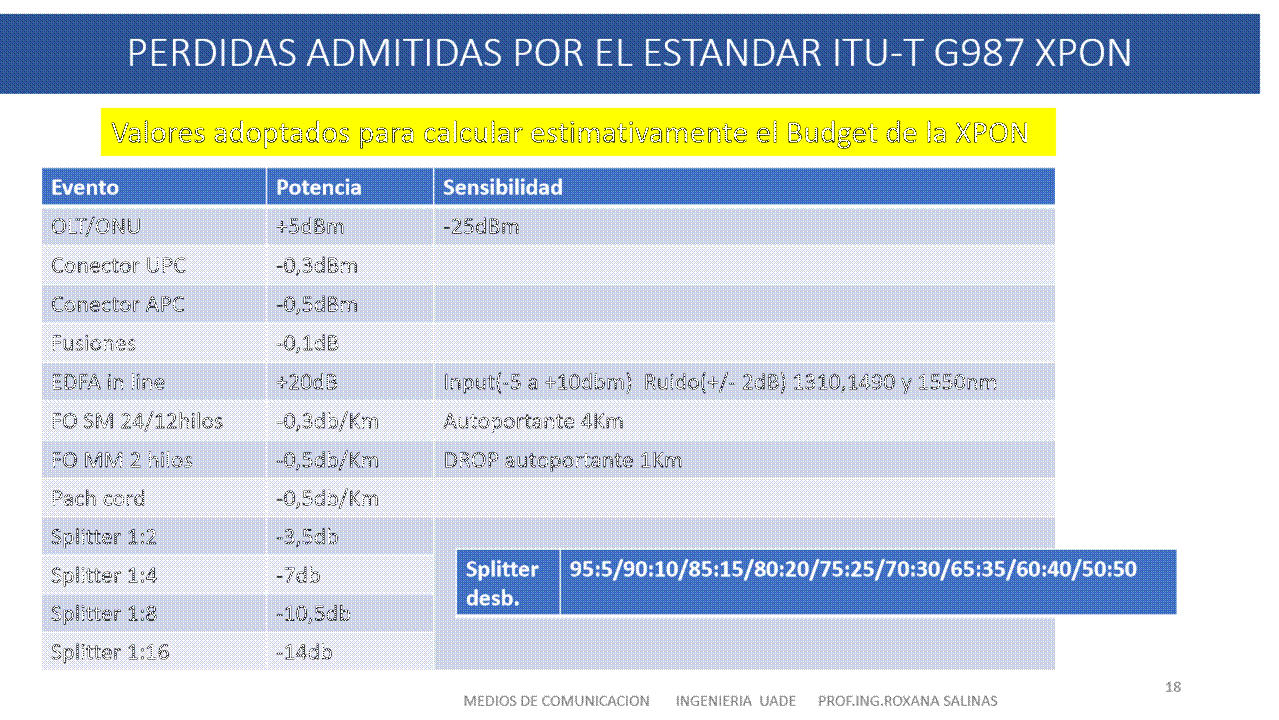 PERDIDAS ADMITIDAS POR EL ESTANDAR ITU-T G987 XPON
Valores adoptados para calcular estimativamente el Budget de la XPON
Evento Potencia Sensibilidad
OLT/ONU +5dBm -25dBm
Conector UPC -0,3dBm
Conector APC -0,5dBm
Fusiones -0,1dB
EDFA in line +20dB Input(-5 a +10dbm) Ruido(+/- 2dB) 1310,1490 y 1550nm
FO SM 24/12hilos -0,3db/Km Autoportante 4Km
FO MM 2 hilos -0,5db/Km DROP autoportante 1Km
Pach cord -0,5db/Km
Splitter 1:2 -3,5db
Splitter 1:4 -7db
Splitter 1:8 -10,5db
Splitter 1:16 -14db
Splitter 95:5/90:10/85:15/80:20/75:25/70:30/65:35/60:40/50:50
desb.
MEDIOS DE COMUNICACION INGENIERIA UADE PROF.ING.ROXANA SALINAS
18